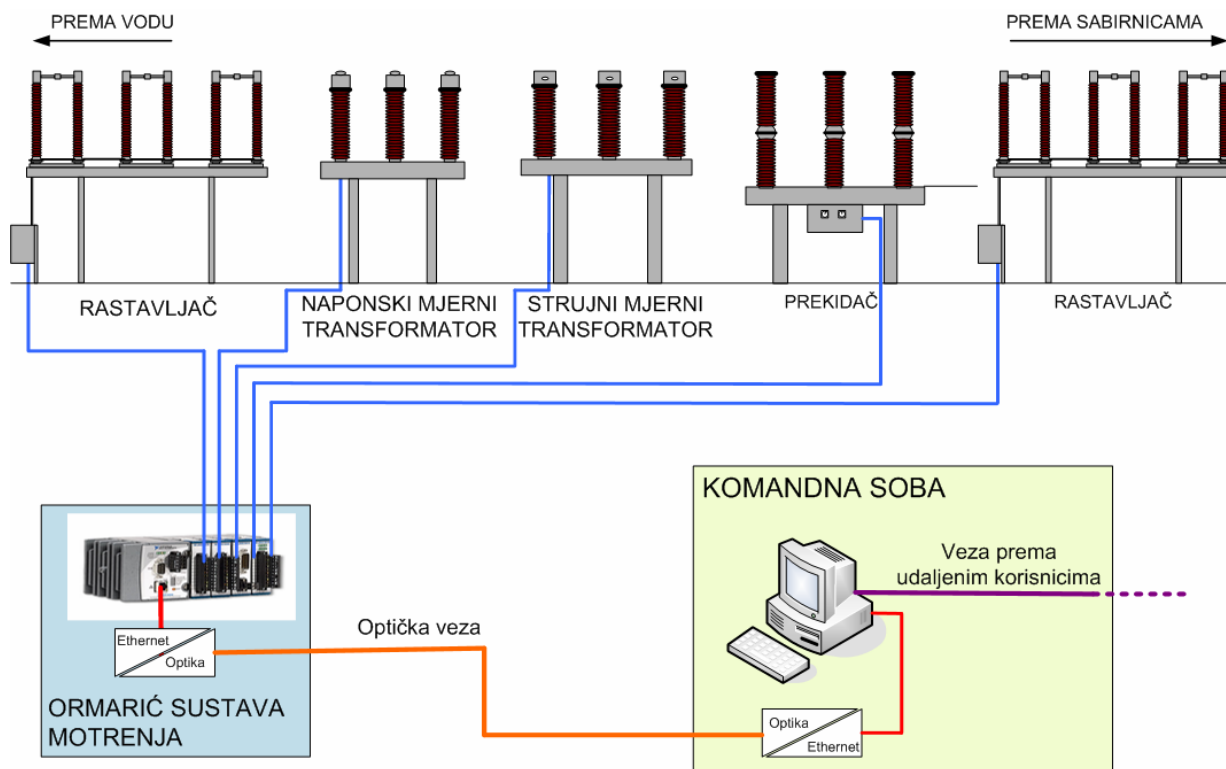 PREMA VODU
PREMA SABIRNICAMA
RASTAVLJAČ
NAPONSKI MJERNI
TRANSFORMATOR
STRUJNI MJERNI
TRANSFORMATOR
PREKIDAČ
RASTAVLJAČ
KOMANDNA SOBA
Veza prema
udaljenim korisnicima
Optička veza
Ethernet
Optika
ORMARIĆ SUSTAVA
MOTRENJA
Optika
Ethernet